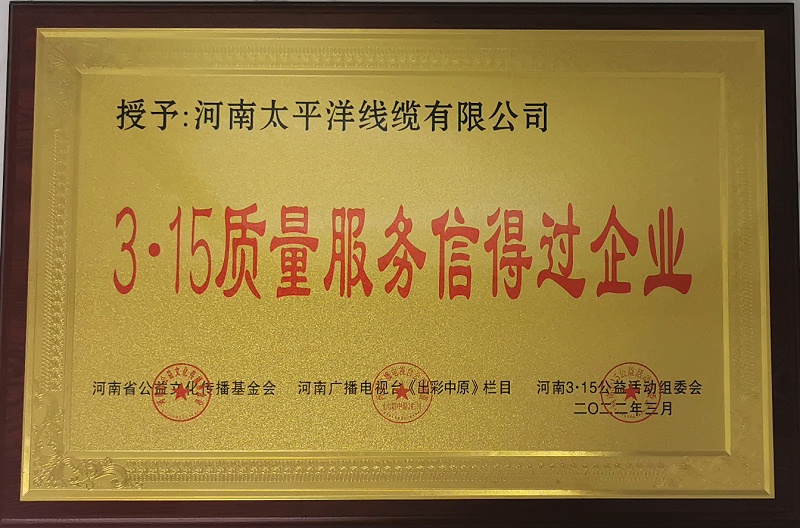 授予:河南太平洋线缆有限公司
3·15质量服务信得过企业
河南省公益文化传播基金会 河南广播电视台《出彩中原》栏目 河南3·15公益活动组委会
二〇二二年三月